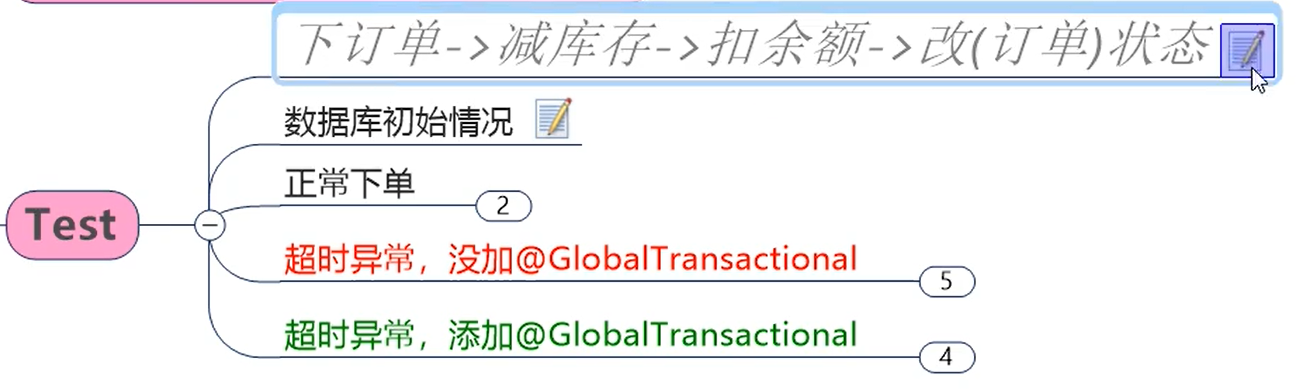 下订单->减库存->扣余额->改(订单)状态
数据库初始情况
正常下单
2
Test
超时异常，没加@GlobalTransactional
5
超时异常，添加@GlobalTransactional
4